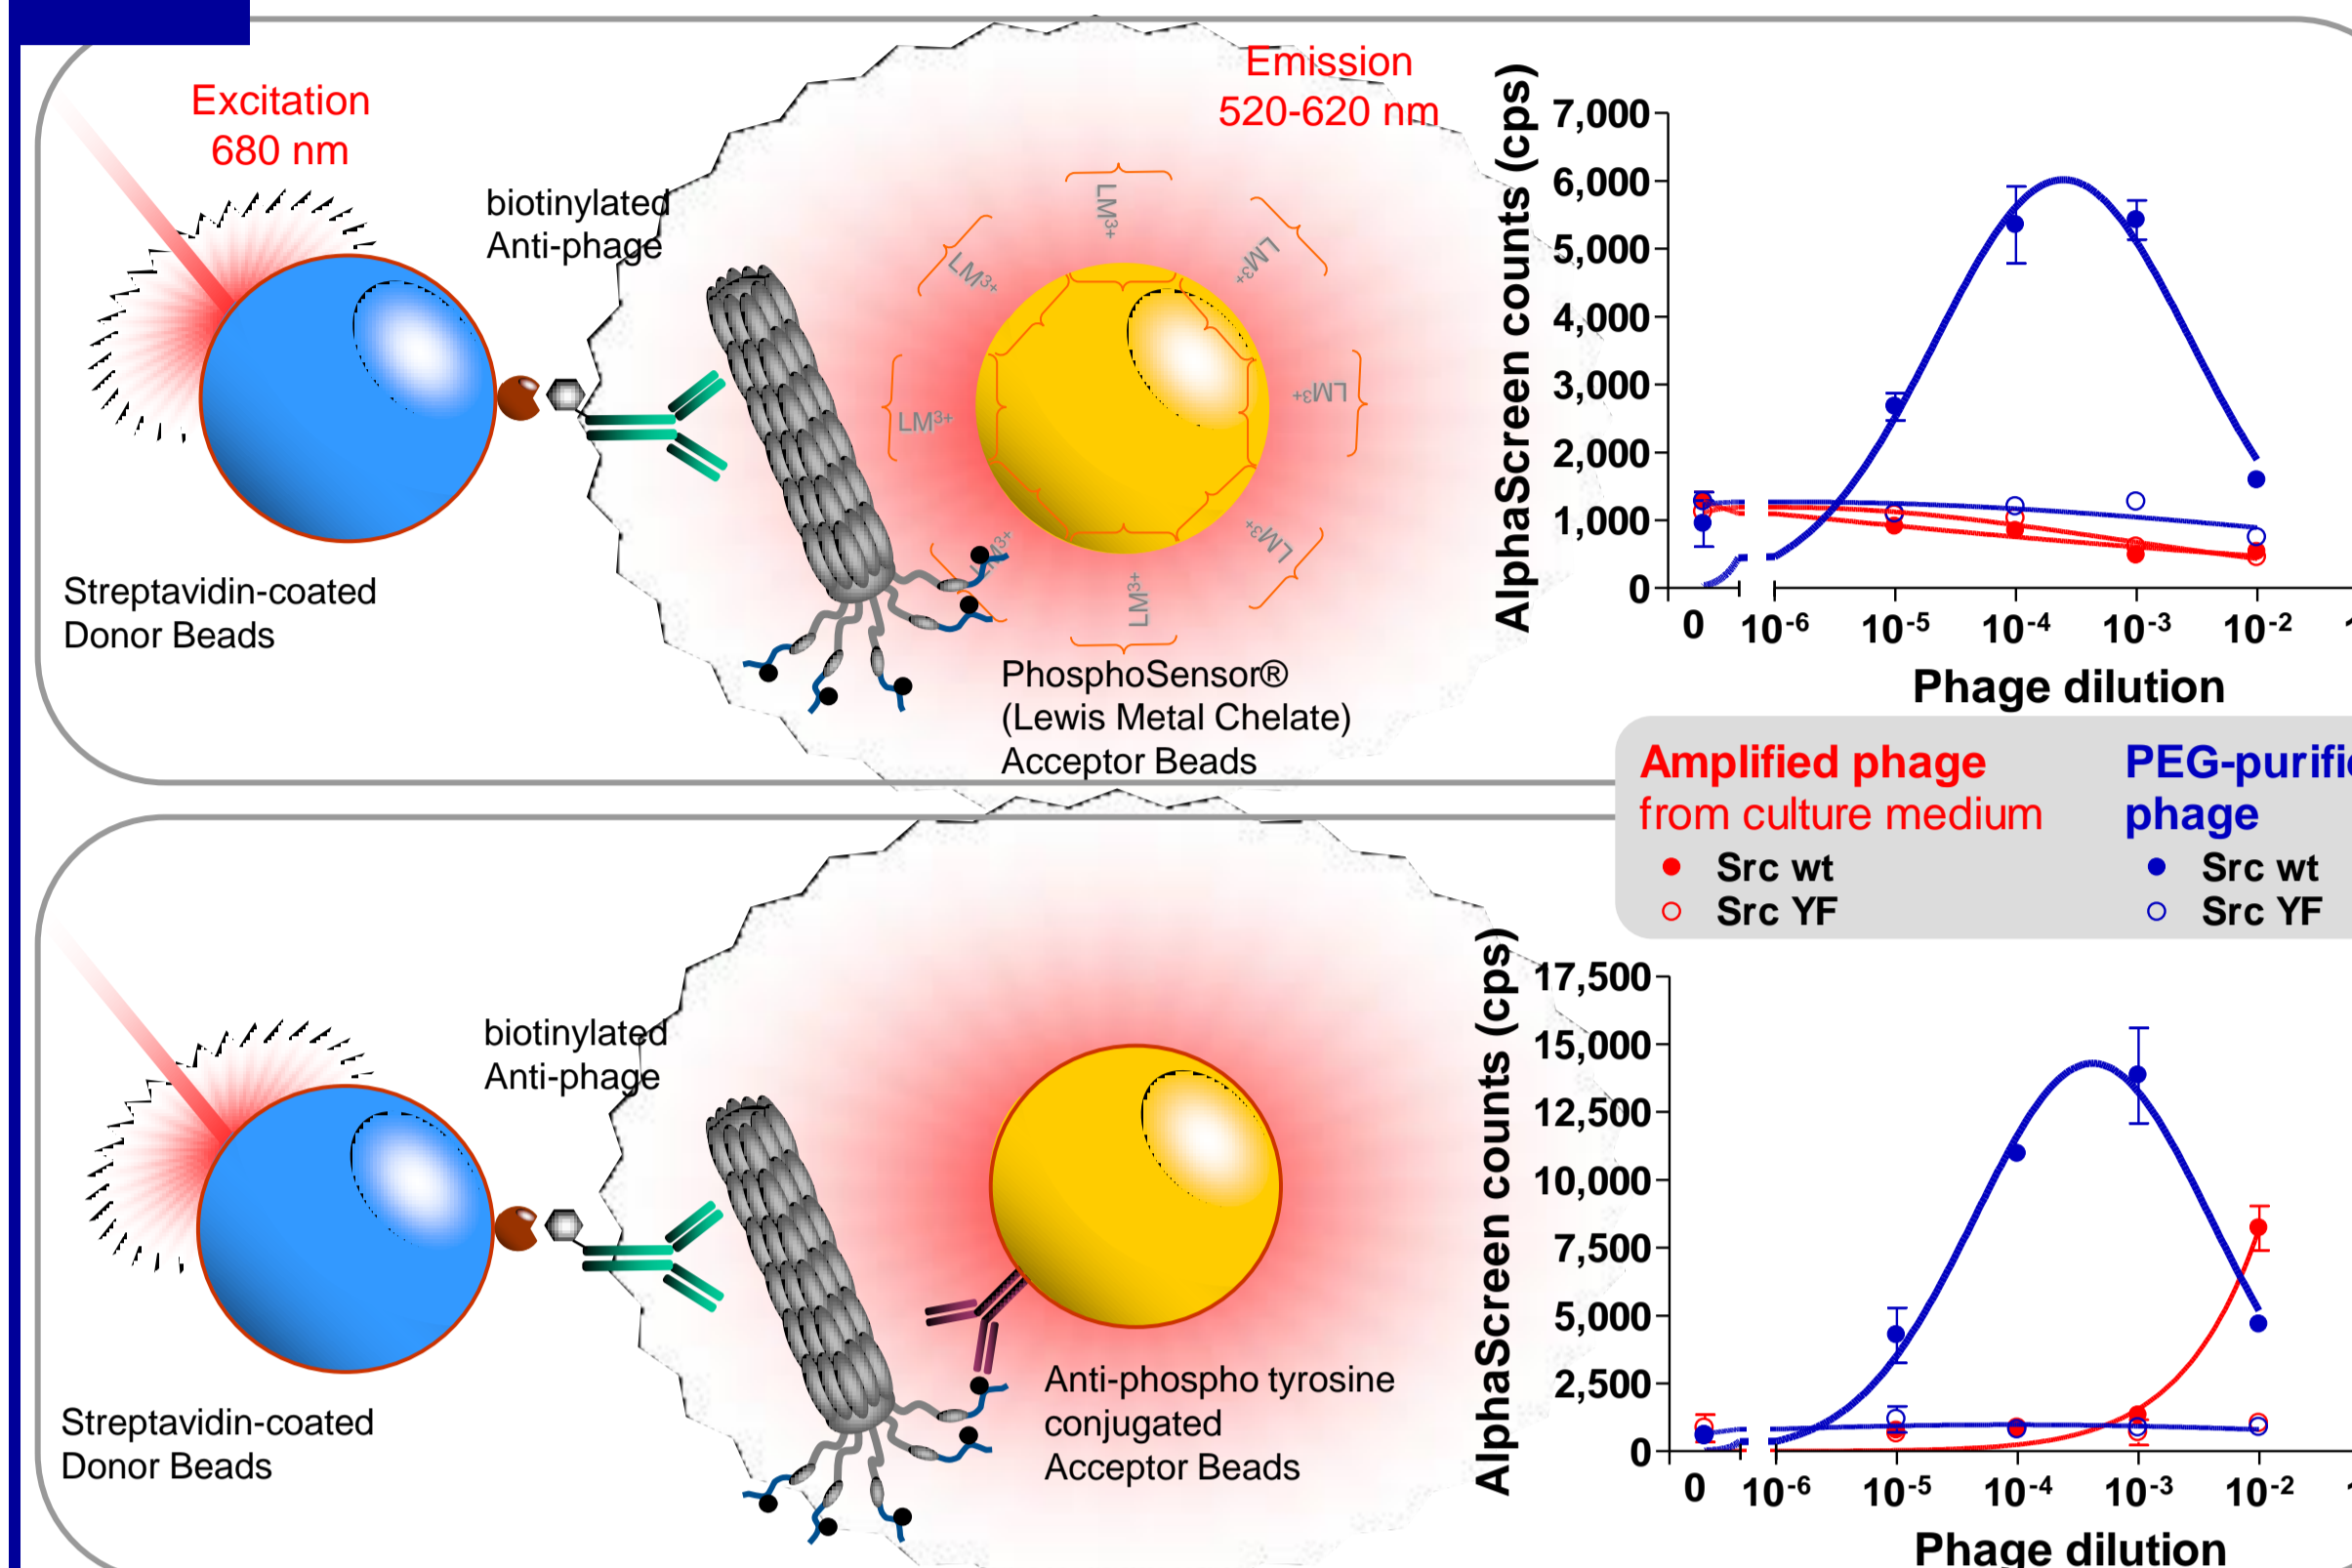 Excitation
680 nm
biotinylated
Anti-phage
Emission
520-620 nm
LM3+
LM3+
LM3+
LM3+
LM3+
LM3+
LM3+
LM3+
Streptavidin-coated
Donor Beads
PhosphoSensor®
(Lewis Metal Chelate)
Acceptor Beads
AlphaScreen counts (cps)
7,000
6,000
5,000
4,000
3,000
2,000
1,000
0
0 10-6 10-5 10-4 10-3 10-2
Phage dilution
Amplified phage
from culture medium
Src wt
Src YF
phage
Src wt
Src YF
biotinylated
Anti-phage
Streptavidin-coated
Donor Beads
Anti-phospho tyrosine
conjugated
Acceptor Beads
AlphaScreen counts (cps)
17,500
15,000
12,500
10,000
7,500
5,000
2,500
0
0 10-6 10-5 10-4 10-3 10-2
Phage dilution